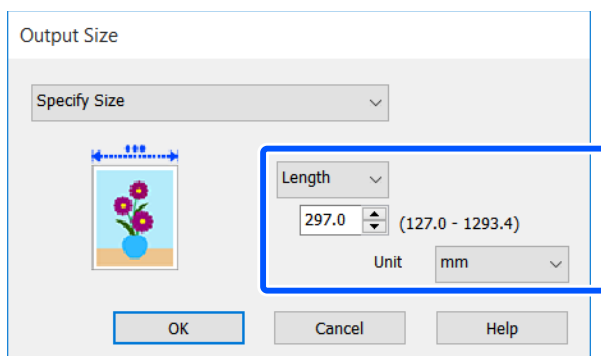 Output Size
Specify Size
Length
297.0 (127.0 - 1293.4)
Unit mm
OK Cancel Help